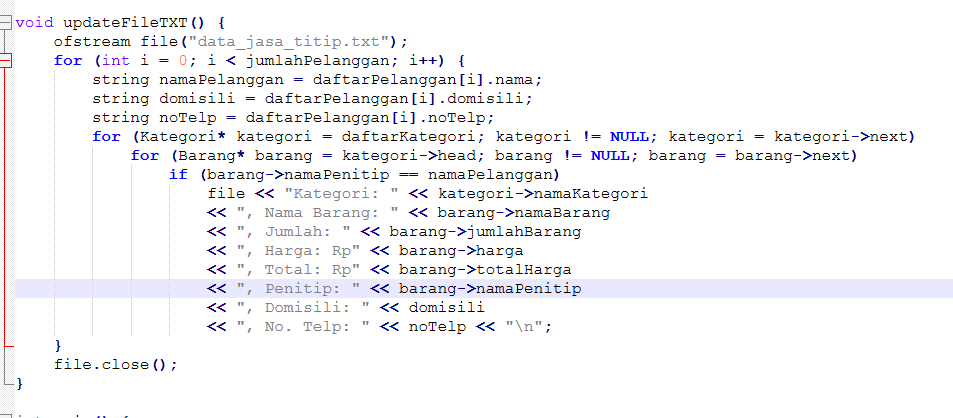 void updateFileTXT() {
    ofstream file("data_jasa_titip.txt");
    for (int i = 0; i < jumlahPelanggan; i++) {
        string namaPelanggan = daftarPelanggan[i].nama;
        string domisili = daftarPelanggan[i].domisili;
        string noTelp = daftarPelanggan[i].noTelp;
        for (Kategori* kategori = daftarKategori; kategori != NULL; kategori = kategori->next)
            for (Barang* barang = kategori->head; barang != NULL; barang = barang->next)
                if (barang->namaPenitip == namaPelanggan)
                    file << "Kategori: " << kategori->namaKategori
                    << ", Nama Barang: " << barang->namaBarang
                    << ", Jumlah: " << barang->jumlahBarang
                    << ", Harga: Rp" << barang->harga
                    << ", Total: Rp" << barang->totalHarga
                    << ", Penitip: " << barang->namaPenitip
                    << ", Domisili: " << domisili
                    << ", No. Telp: " << noTelp << "\n";
    }
    file.close();
}